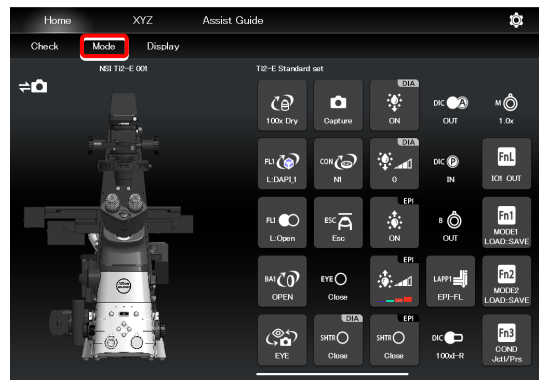 Home XYZ Assist Guide
Check Mode Display
NSI Ti2-E 001
Ti2-E Standard set
100x Dry
Capture
DIA
ON
DIC A
OUT
M
1.0x
FL1
L:DAPI_1
CON
N1
DIA
0
DIC P
IN
FnL
IO1 OUT
FL1
L:Open
ESC A
Esc
EPI
ON
B
OUT
Fn1
MODE1
LOAD::SAVE
BA1
OPEN
EYE
Close
EPI
LAPP1
EPI-FL
Fn2
MODE2
LOAD::SAVE
EYE
DIA
SHTR
Close
EPI
SHTR
Close
DIC
100xI-R
Fn3
COND
Jctl/Prs